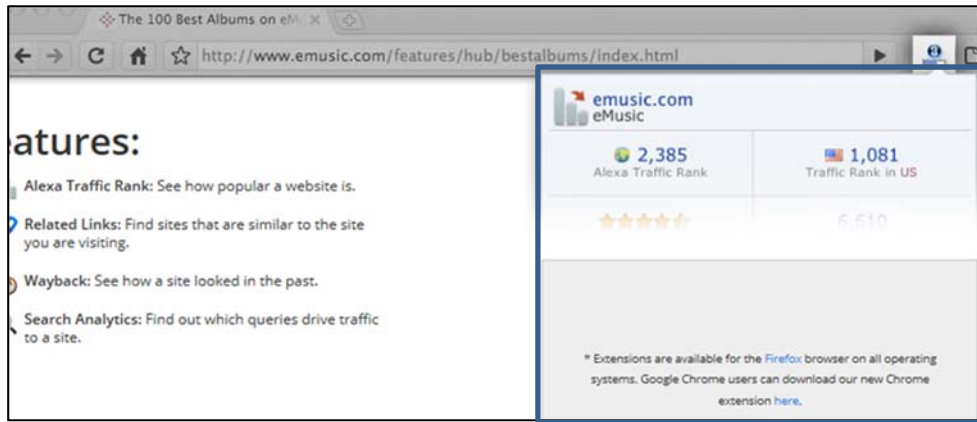 The 100 Best Albums on eM
http://www.emusic.com/features/hub/bestalbums/index.html
emusic.com
eMusic
2,385
Alexa Traffic Rank
1,081
Traffic Rank in US
6,610
atures:
Alexa Traffic Rank: See how popular a website is.
Related Links: Find sites that are similar to the site
you are visiting.
Wayback: See how a site looked in the past.
Search Analytics: Find out which queries drive traffic
to a site.
* Extensions are available for the Firefox browser on all operating
systems. Google Chrome users can download our new Chrome
extension here.